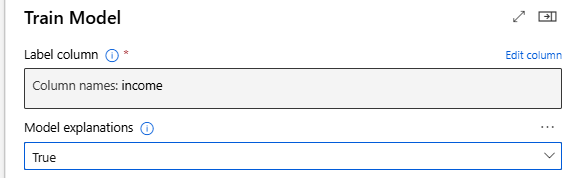 Train Model
Label column * Edit column
Column names: income
Model explanations ...
True